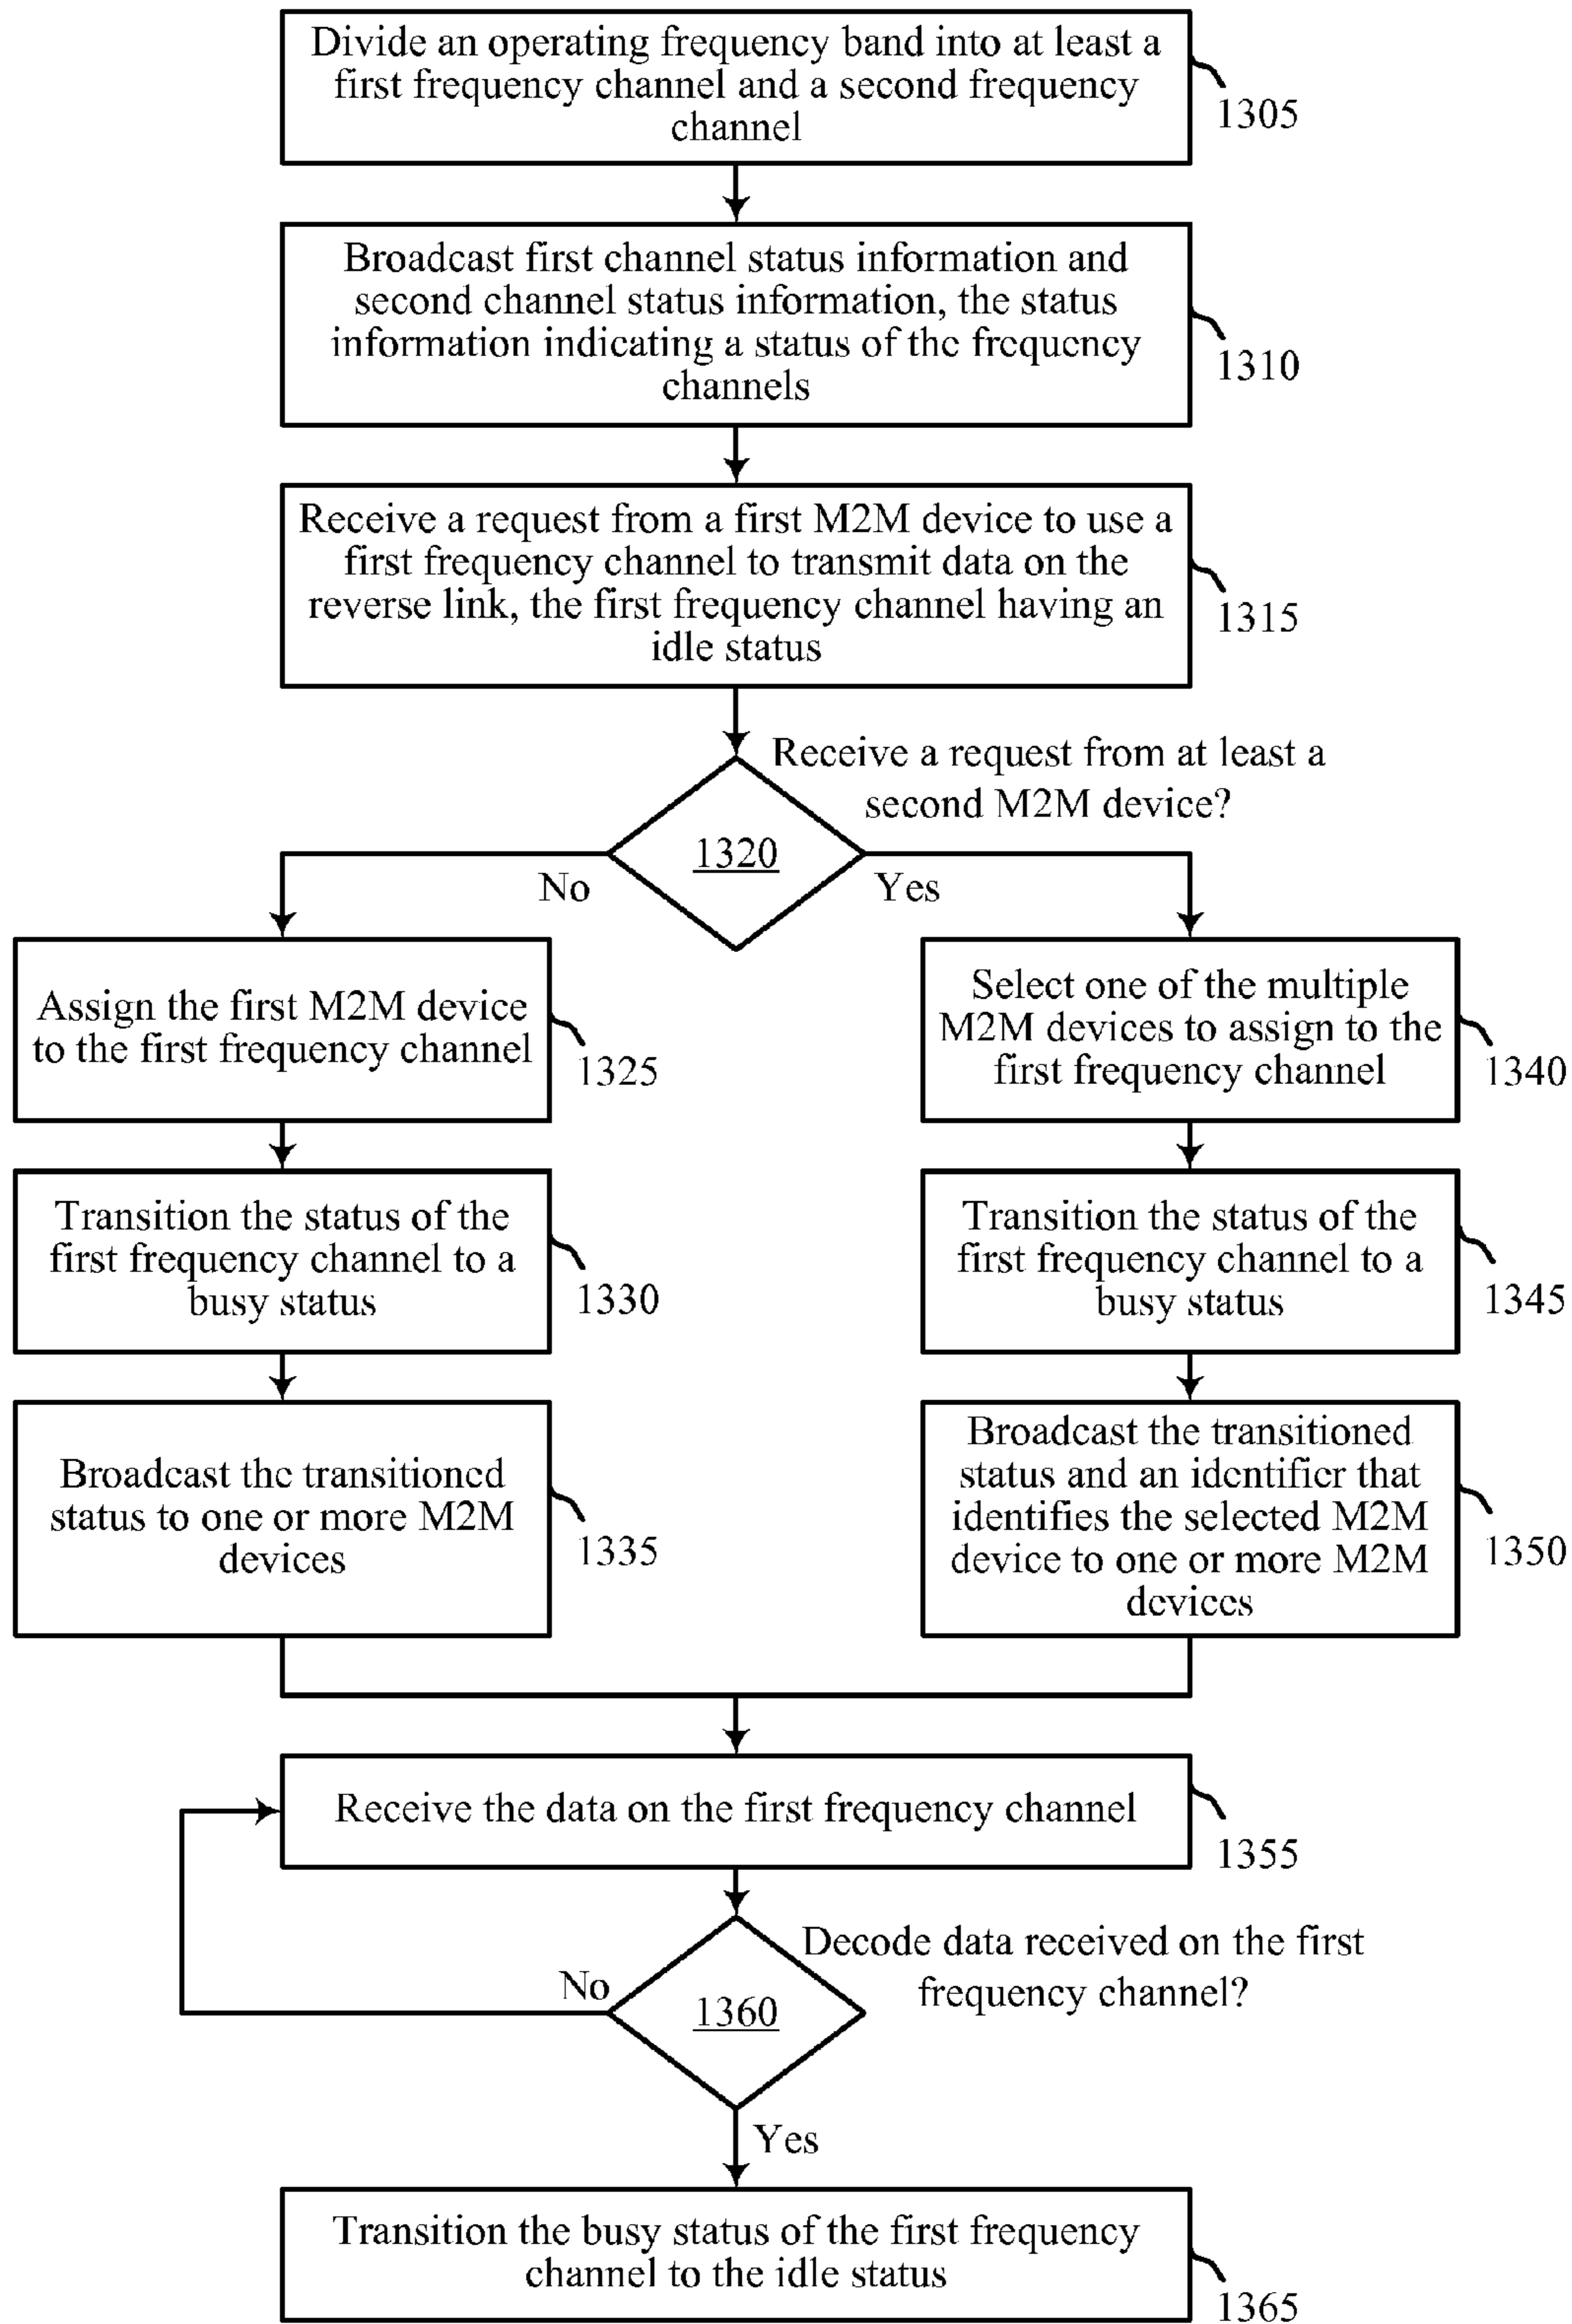 Divide an operating frequency band into at least a
first frequency channel and a second frequency
channel
1305
Broadcast first channel status information and
second channel status information, the status
information indicating a status of the frequency
channels
1310
Receive a request from a first M2M device to use a
first frequency channel to transmit data on the
reverse link, the first frequency channel having an
idle status
1315
Receive a request from at least a
second M2M device?
1320
No
Yes
Assign the first M2M device
to the first frequency channel
1325
Select one of the multiple
M2M devices to assign to the
first frequency channel
1340
Transition the status of the
first frequency channel to a
busy status
1330
Transition the status of the
first frequency channel to a
busy status
1345
Broadcast the transitioned
status to one or more M2M
devices
1335
Broadcast the transitioned
status and an identifier that
identifies the selected M2M
device to one or more M2M
devices
1350
Receive the data on the first frequency channel
1355
Decode data received on the first
frequency channel?
No
1360
Yes
Transition the busy status of the first frequency
channel to the idle status
1365